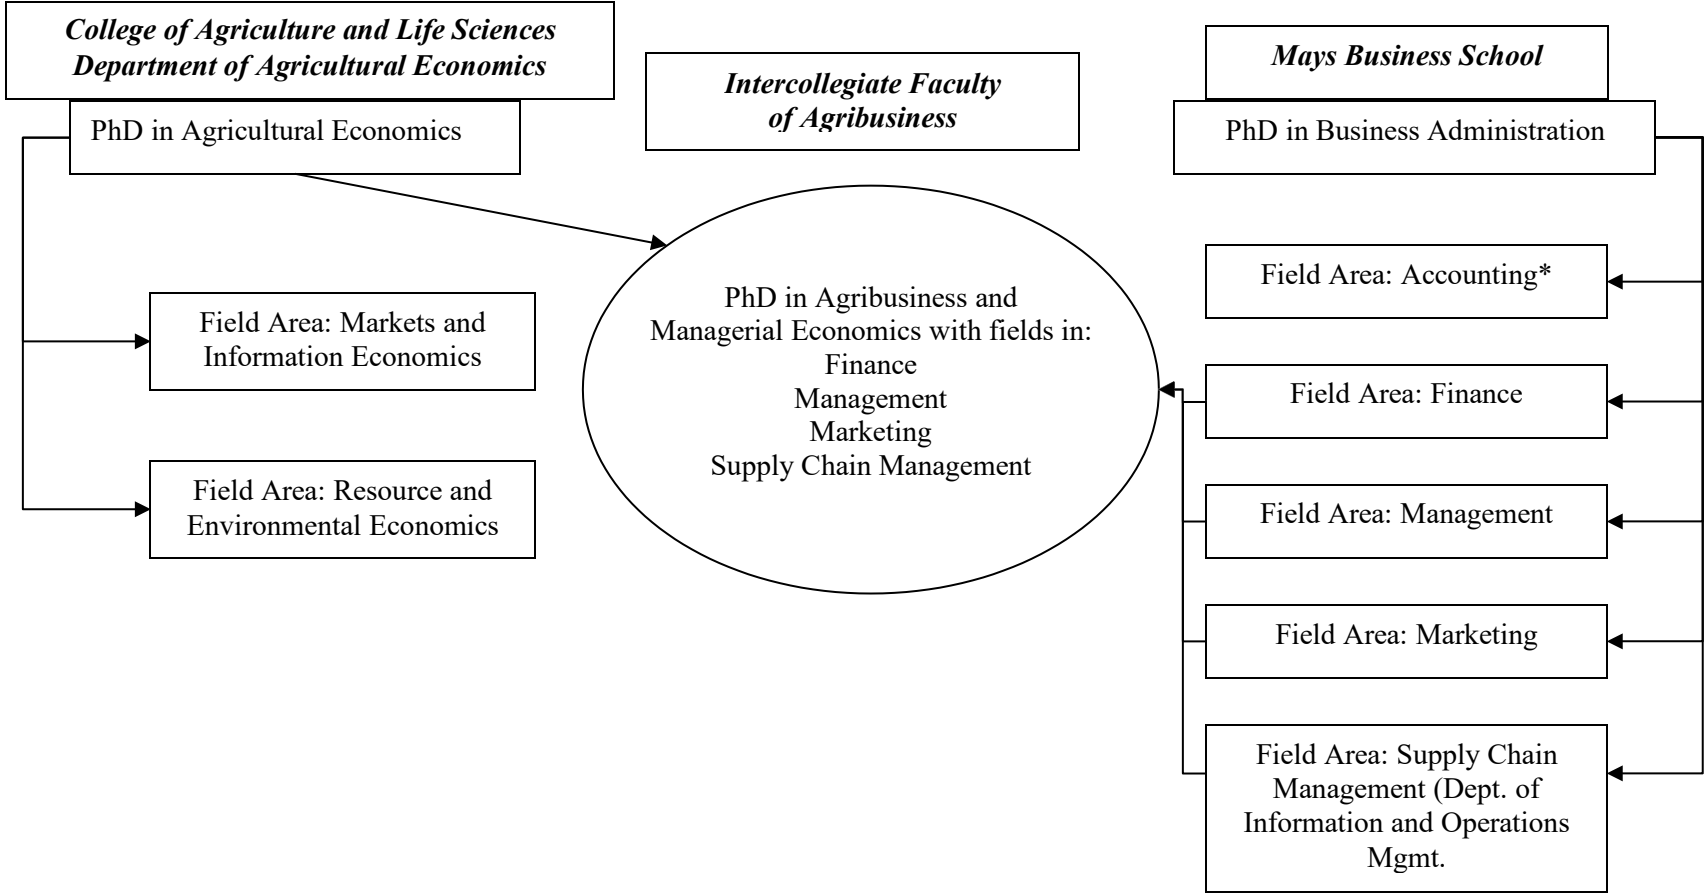 College of Agriculture and Life Sciences
Department of Agricultural Economics
PhD in Agricultural Economics
Field Area: Markets and
Information Economics
Field Area: Resource and
Environmental Economics
Intercollegiate Faculty
of Agribusiness
PhD in Agribusiness and
Managerial Economics with fields in:
Finance
Management
Marketing
Supply Chain Management
Mays Business School
PhD in Business Administration
Field Area: Accounting*
Field Area: Finance
Field Area: Management
Field Area: Marketing
Field Area: Supply Chain
Management (Dept. of
Information and Operations
Mgmt.